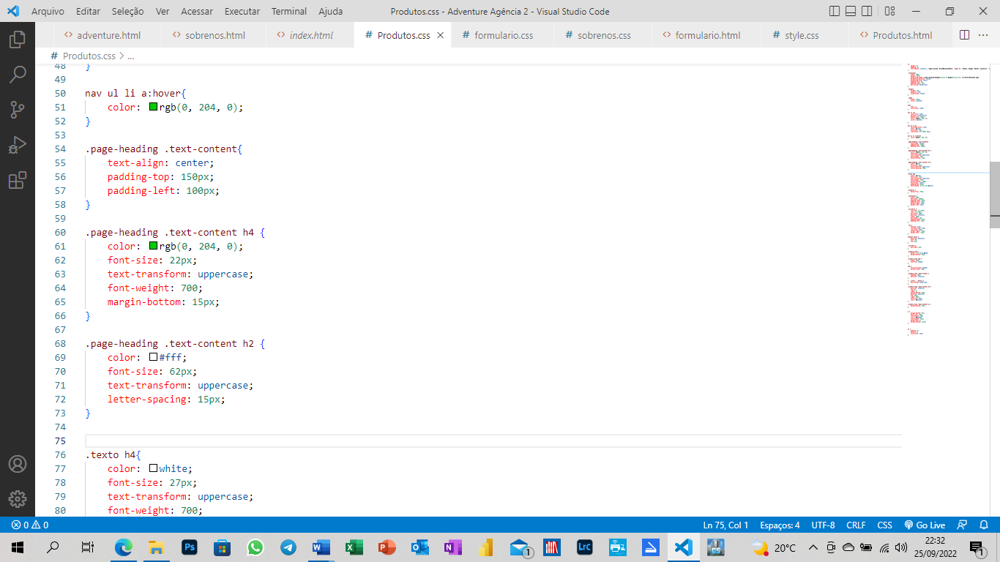 Arquivo Editar Seleção Ver Acessar Executar Terminal Ajuda Produtos.css - Adventure Agência 2 - Visual Studio Code
<> adventure.html <> sobrenos.html <> index.html # Produtos.css # formulario.css # sobrenos.css <> formulario.html # style.css <> Produtos.html
# Produtos.css > ...
48 }
49
50 nav ul li a:hover{
51 color: rgb(0, 204, 0);
52 }
53
54 .page-heading .text-content{
55 text-align: center;
56 padding-top: 150px;
57 padding-left: 100px;
58 }
59
60 .page-heading .text-content h4 {
61 color: rgb(0, 204, 0);
62 font-size: 22px;
63 text-transform: uppercase;
64 font-weight: 700;
65 margin-bottom: 15px;
66 }
67
68 .page-heading .text-content h2 {
69 color: #fff;
70 font-size: 62px;
71 text-transform: uppercase;
72 letter-spacing: 15px;
73 }
74
75
76 .texto h4{
77 color: white;
78 font-size: 27px;
79 text-transform: uppercase;
80 font-weight: 700;
0 0 Ln 75, Col 1 Espaços: 4 UTF-8 CRLF CSS Go Live
Ps W X P O N 1 Lrc 20°C 22:32
25/09/2022 1